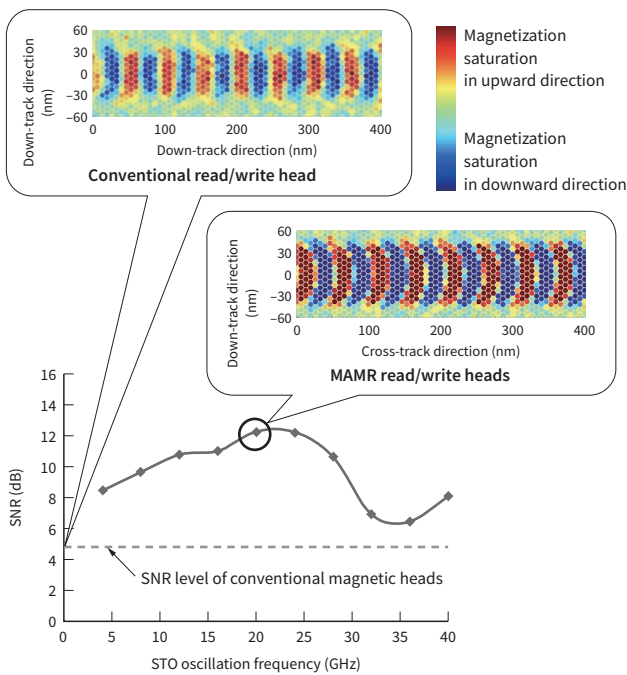 60
30
0
−30
−60
Down-track direction
(nm)
0 100 200 300 400
Down-track direction (nm)
Conventional read/write head
Magnetization
saturation
in upward direction
Magnetization
saturation
in downward direction
60
30
0
−30
−60
Down-track direction
(nm)
0 100 200 300 400
Cross-track direction (nm)
MAMR read/write heads
16
14
12
10
8
6
4
2
0
SNR (dB)
SNR level of conventional magnetic heads
0 5 10 15 20 25 30 35 40
STO oscillation frequency (GHz)